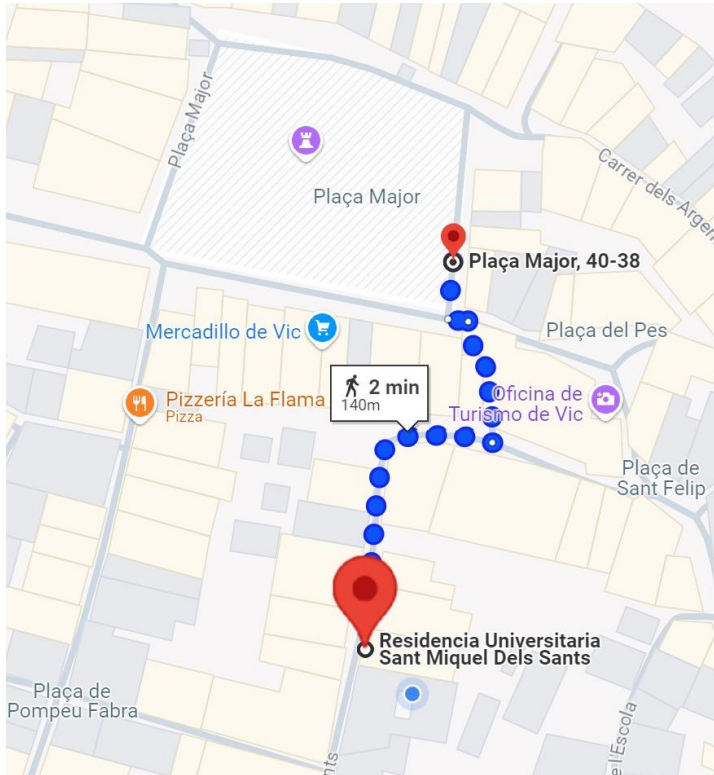 Plaça Major
Plaça Major
Carrer dels Argen
Plaça Major, 40-38
Mercadillo de Vic
Plaça del Pes
2 min
140m
Pizzería La Flama
Pizza
Oficina de
Turismo de Vic
Plaça de
Sant Felip
Residencia Universitaria
Sant Miquel Dels Sants
Plaça de
Pompeu Fabra
e l'Escola
nts